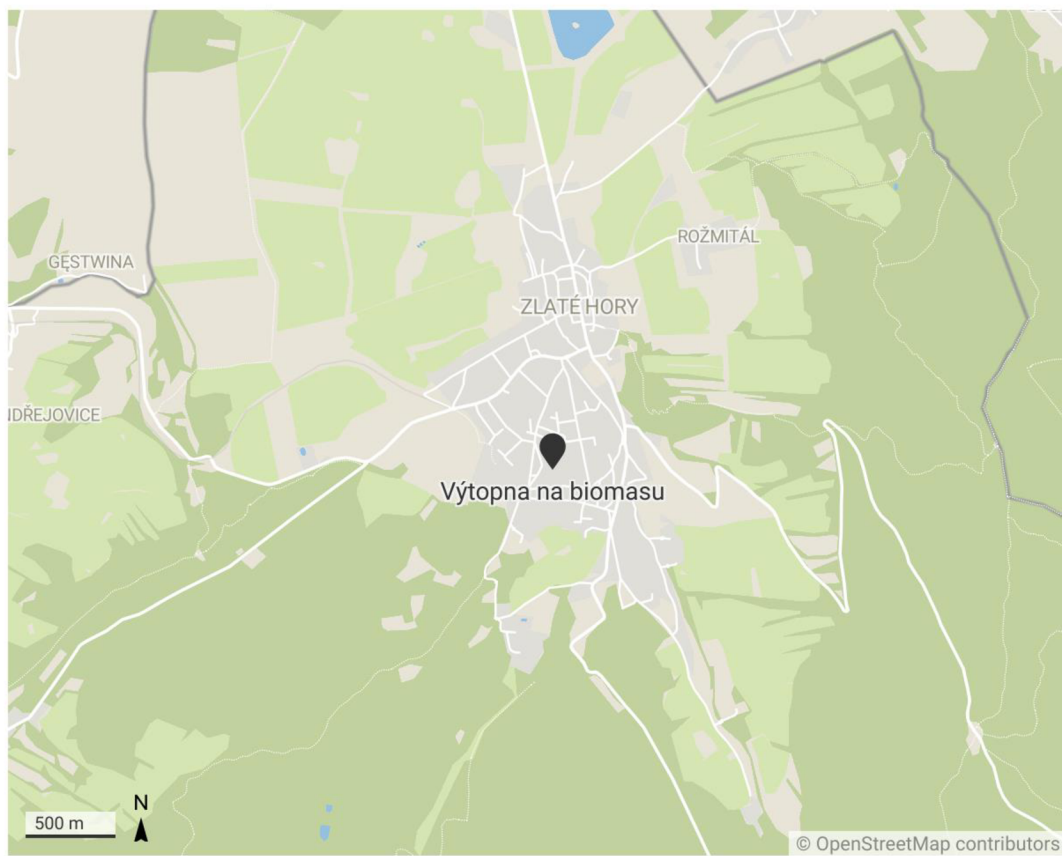 ROŽMITÁL
GĘSTWINA
ZLATÉ HORY
NDŘEJOVICE
Výtopna na biomasu
N
500 m
© OpenStreetMap contributors